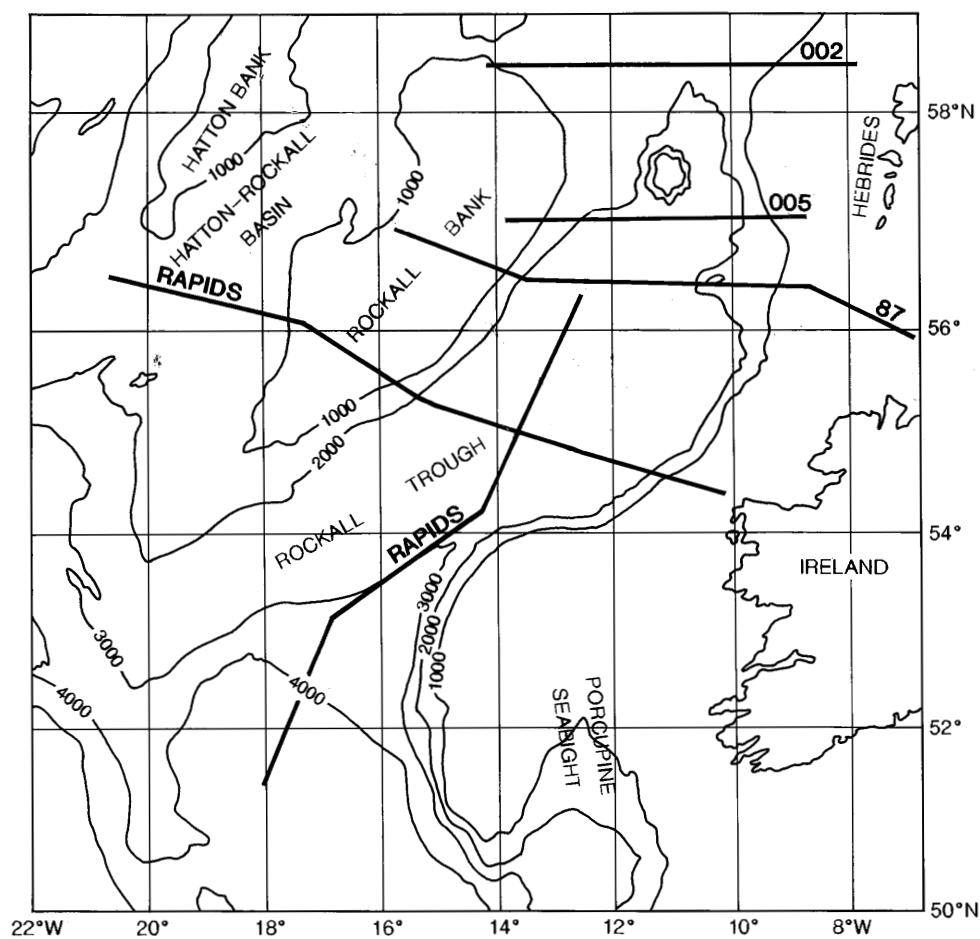 002
58°N
HATTON BANK
1000
HATTON-ROCKALL
BASIN
1000
BANK
HEBRIDES
005
RAPIDS
ROCKALL
87
56°
1000
2000
TROUGH
ROCKALL
RAPIDS
54°
IRELAND
3000
2000
1000
3000
4000
4000
PORCUPINE
SEABIGHT
52°
50°N
22°W
20°
18°
16°
14°
12°
10°
8°W